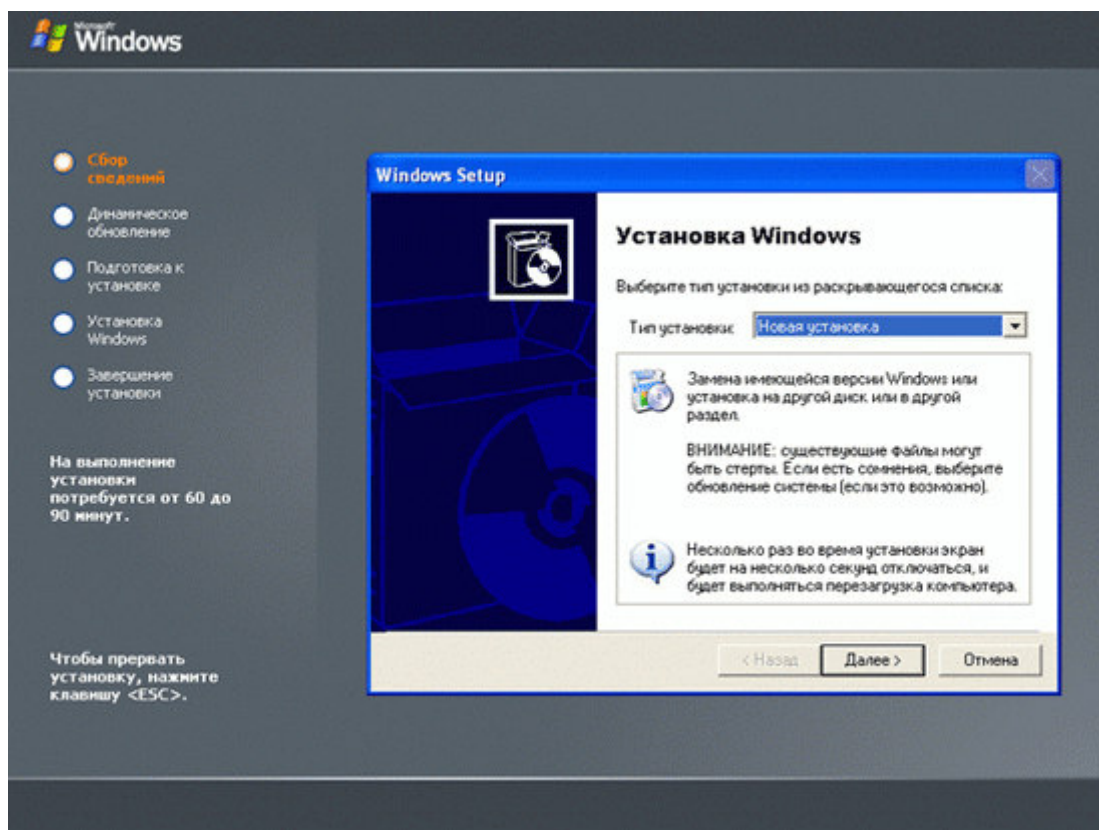 Microsoft
Windows
Сбор
сведений
Динамическое
обновление
Подготовка к
установке
Установка
Windows
Завершение
установки
На выполнение
установки
потребуется от 60 до
90 минут.
Чтобы прервать
установку, нажмите
клавишу <ESC>.
Windows Setup
Установка Windows
Выберите тип установки из раскрывающегося списка:
Тип установки:
Новая установка
Замена имеющейся версии Windows или
установка на другой диск или в другой
раздел.
ВНИМАНИЕ: существующие файлы могут
быть стерты. Если есть сомнения, выберите
обновление системы (если это возможно).
Несколько раз во время установки экран
будет на несколько секунд отключаться, и
будет выполняться перезагрузка компьютера.
< Назад
Далее >
Отмена